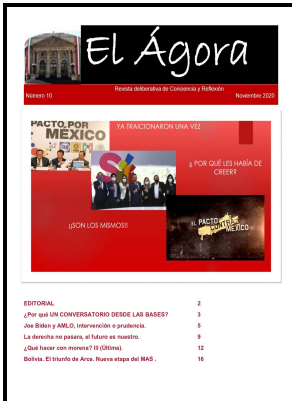 El Ágora
Revista deliberativa de Conciencia y Reflexión
Número 10
Noviembre 2020
PACTO POR
MÉXICO
YA TRAICIONARON UNA VEZ
¿ POR QUÉ LES HABÍA DE
CREER?
¡¡SON LOS MISMOS!!
EL PACTO
CONTRA
MÉXICO
EDITORIAL 2
¿Por qué UN CONVERSATORIO DESDE LAS BASES? 3
Joe Biden y AMLO, intervención o prudencia. 5
La derecha no pasara, el futuro es nuestro. 9
¿Qué hacer con morena? III (Última). 12
Bolivia. El triunfo de Arce. Nueva etapa del MAS . 16